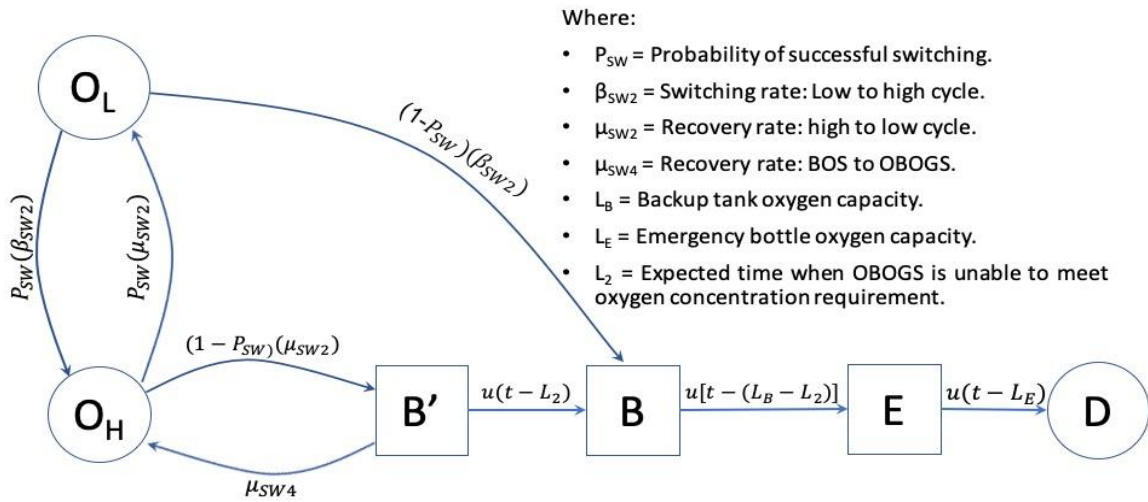 Where:
• P_SW = Probability of successful switching.
• β_SW2 = Switching rate: Low to high cycle.
• μ_SW2 = Recovery rate: high to low cycle.
• μ_SW4 = Recovery rate: BOS to OBOGS.
• L_B = Backup tank oxygen capacity.
• L_E = Emergency bottle oxygen capacity.
• L_2 = Expected time when OBOGS is unable to meet
oxygen concentration requirement.
O_L
(1-P_SW)(β_SW2)
P_SW(β_SW2)
P_SW(μ_SW2)
(1 − P_SW)(μ_SW2)
O_H
B’
u(t − L_2)
B
u[t − (L_B − L_2)]
E
u(t − L_E)
D
μ_SW4